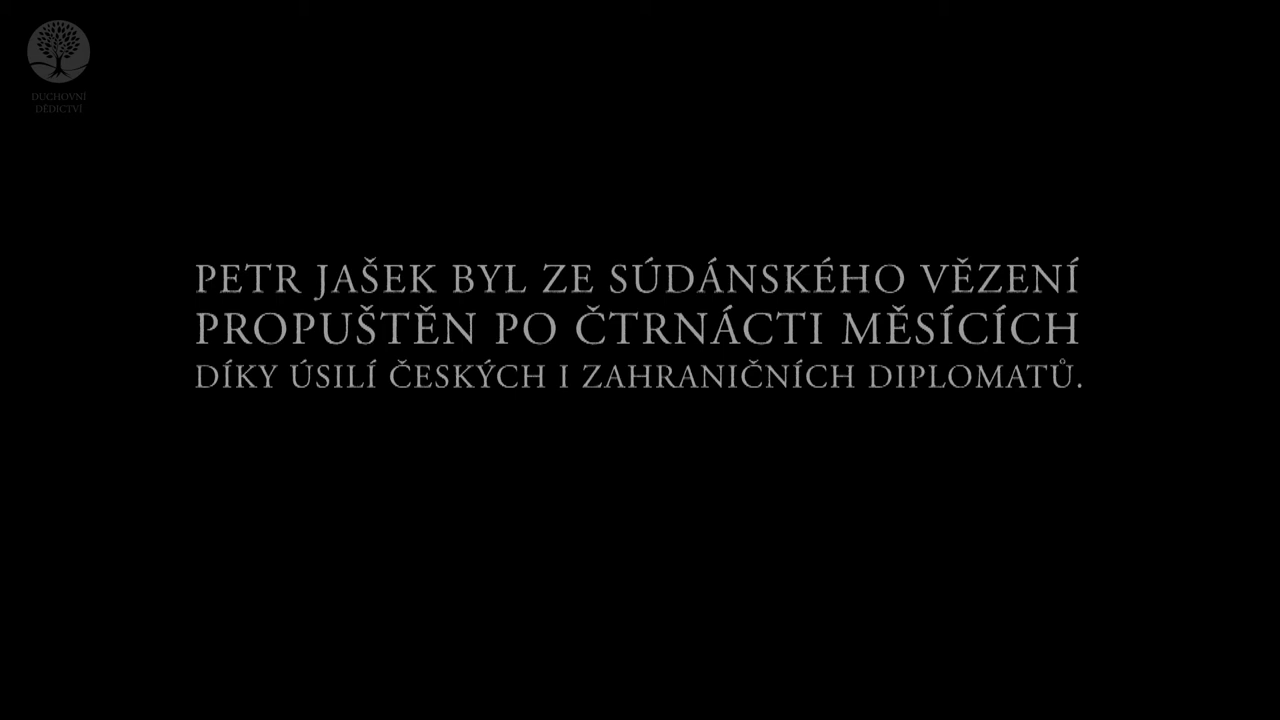 DUCHOVNÍ
DĚDICTVÍ
PETR JAŠEK BYL ZE SÚDÁNSKÉHO VĚZENÍ
PROPUŠTĚN PO ČTRNÁCTI MĚSÍCÍCH
DÍKY ÚSILÍ ČESKÝCH I ZAHRANIČNÍCH DIPLOMATŮ.